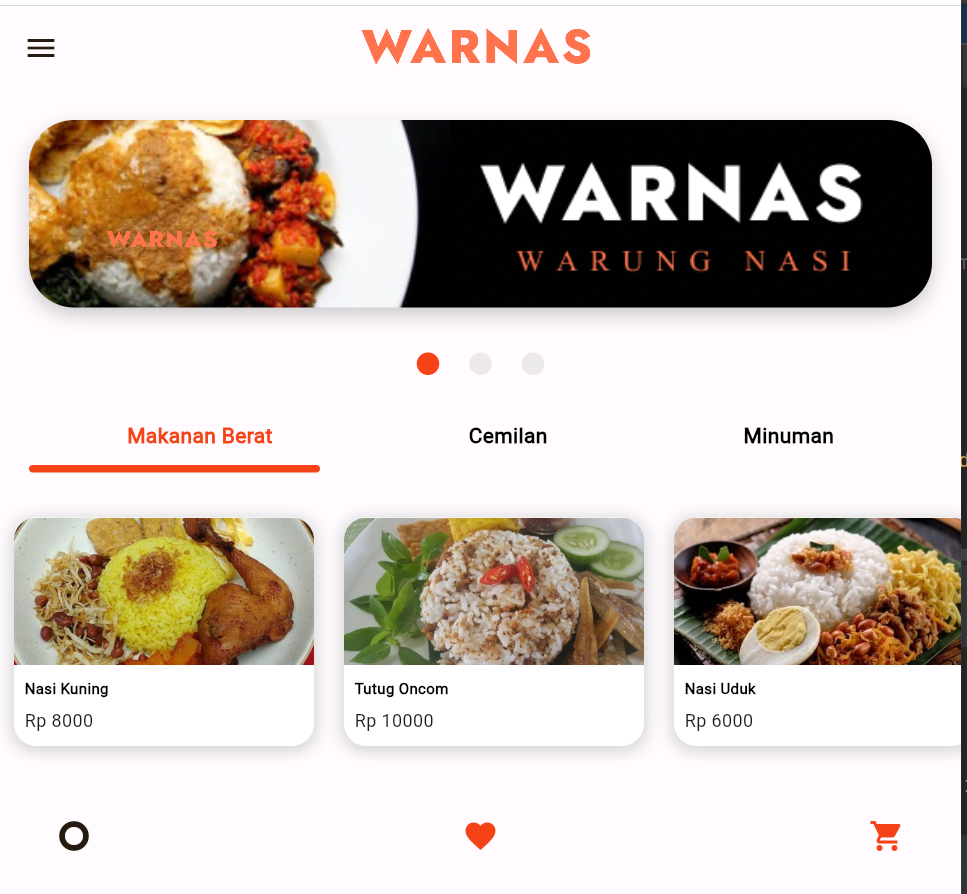 WARNAS
WARNAS
WARNAS
WARUNG NASI
Makanan Berat
Cemilan
Minuman
Nasi Kuning
Rp 8000
Tutug Oncom
Rp 10000
Nasi Uduk
Rp 6000